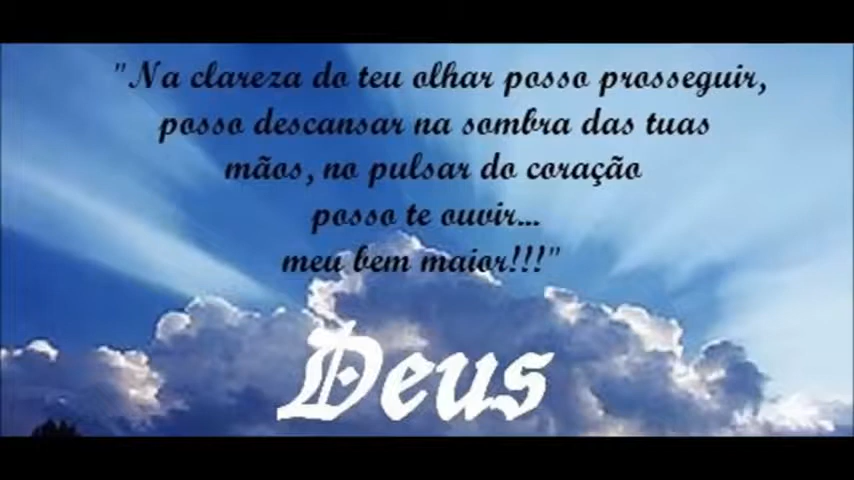 "Na clareza do teu olhar posso prosseguir,
posso descansar na sombra das tuas
mãos, no pulsar do coração
posso te ouvir...
meu bem maior!!!"
Deus